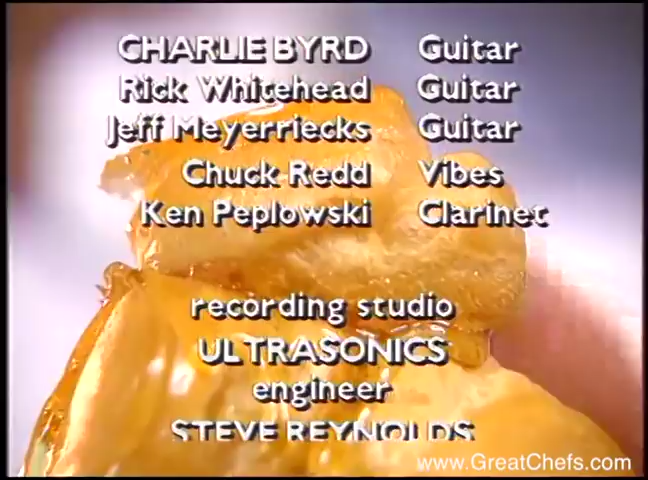 CHARLIE BYRD Guitar
Rick Whitehead Guitar
Jeff Meyerriecks Guitar
Chuck Redd Vibes
Ken Peplowski Clarinet
recording studio
ULTRASONICS
engineer
STEVE REYNOLDS
www.GreatChefs.com